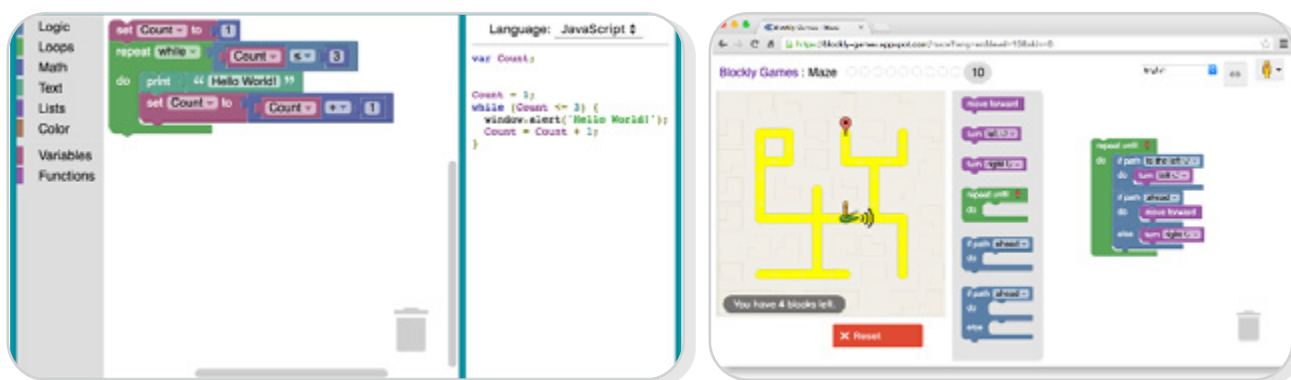 Logic
Loops
Math
Text
Lists
Color
Variables
Functions
set Count to 1
repeat while Count ≤ 3
do print “ Hello World! ”
set Count to Count + 1
Language: JavaScript
var Count;
Count = 1;
while (Count <= 3) {
window.alert('Hello World!');
Count = Count + 1;
}
Blockly Games : Maze
Blockly Games : Maze 10
You have 4 blocks left.
Reset
move forward
turn left
turn right
repeat until
do
if path ahead
do
if path ahead
do
else
English
repeat until
do if path to the left
do turn left
if path ahead
do move forward
else turn right